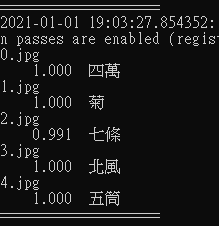 2021-01-01 19:03:27.854352:
n passes are enabled (regis
0.jpg
1.000 四萬
1.jpg
1.000 菊
2.jpg
0.991 七條
3.jpg
1.000 北風
4.jpg
1.000 五筒